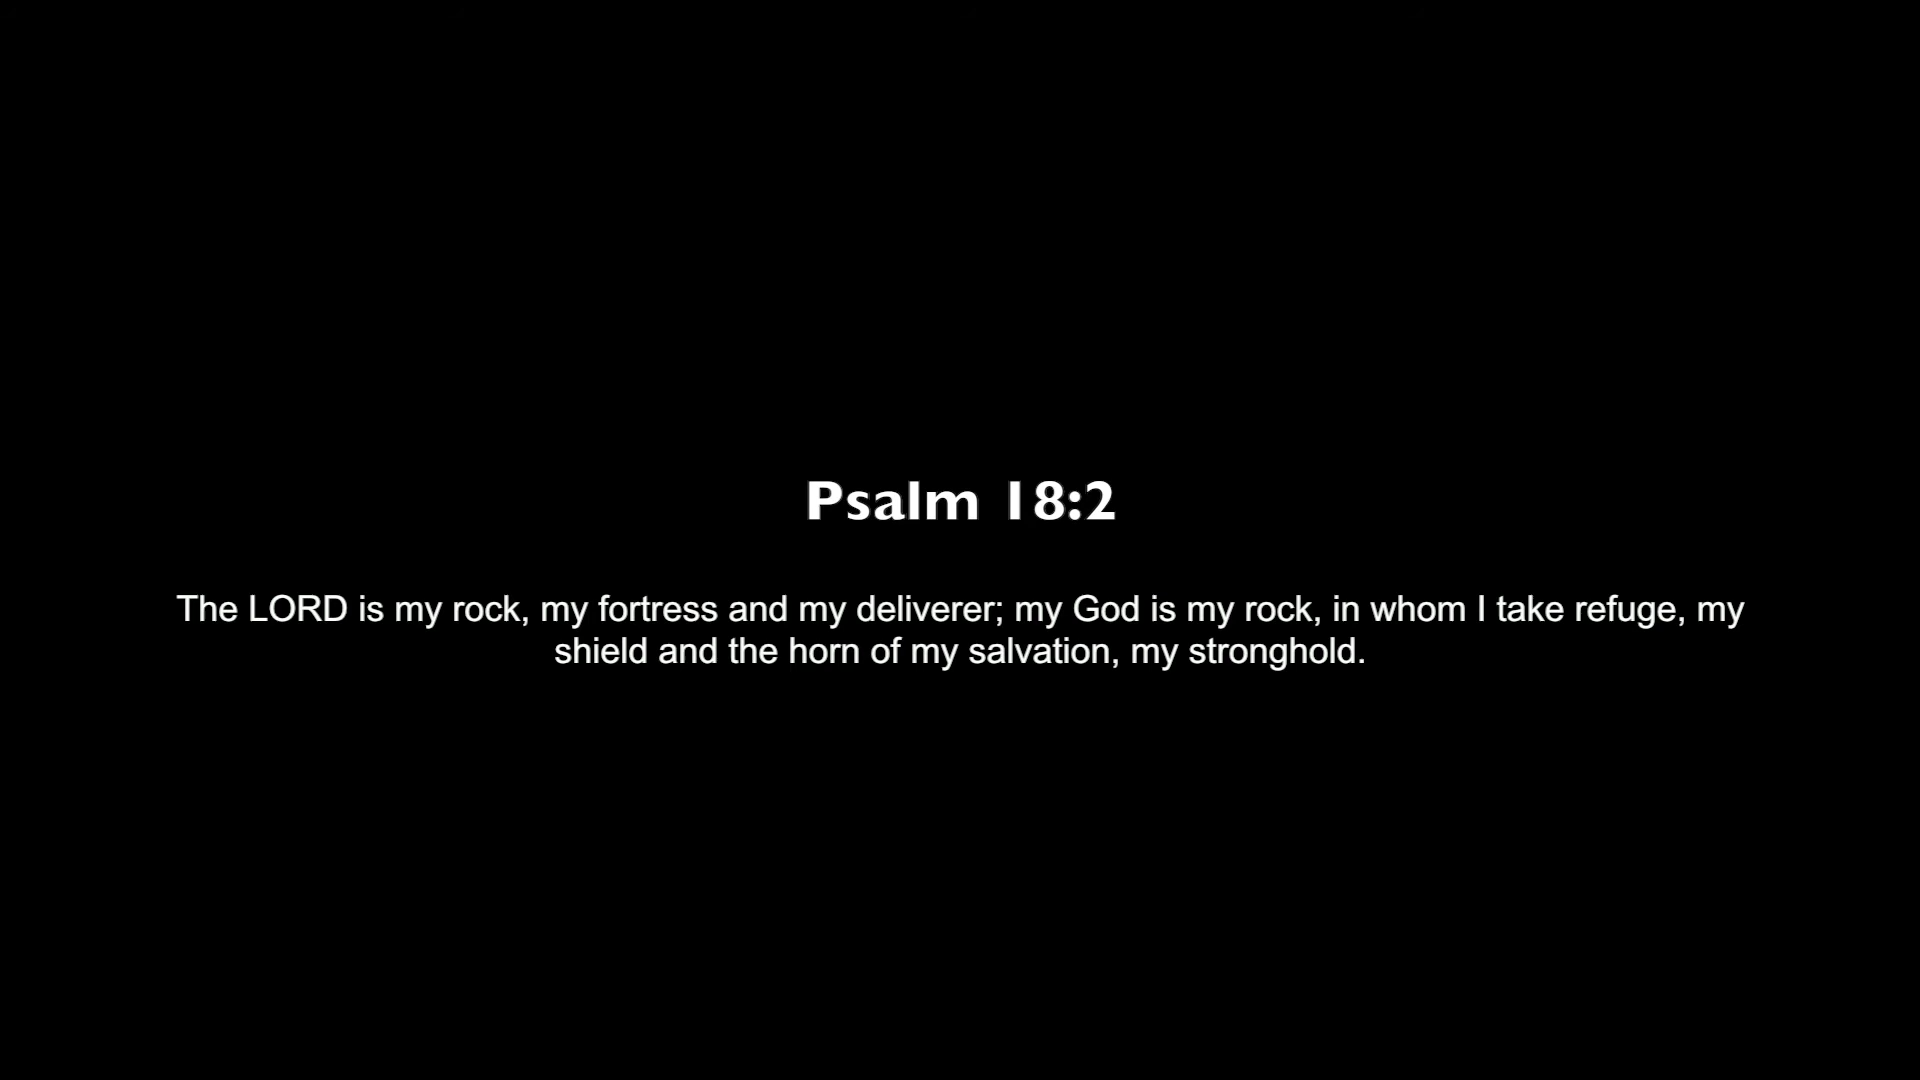 Psalm 18:2
The LORD is my rock, my fortress and my deliverer; my God is my rock, in whom I take refuge, my
shield and the horn of my salvation, my stronghold.